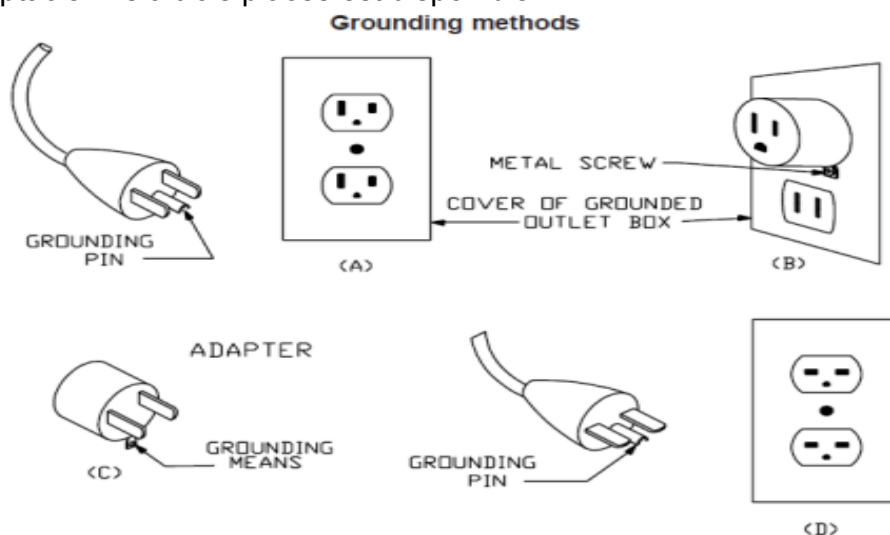 Grounding methods
METAL SCREW
COVER OF GROUNDED
OUTLET BOX
GROUNDING
PIN
(A)
(B)
ADAPTER
GROUNDING
MEANS
(C)
GROUNDING
PIN
(D)